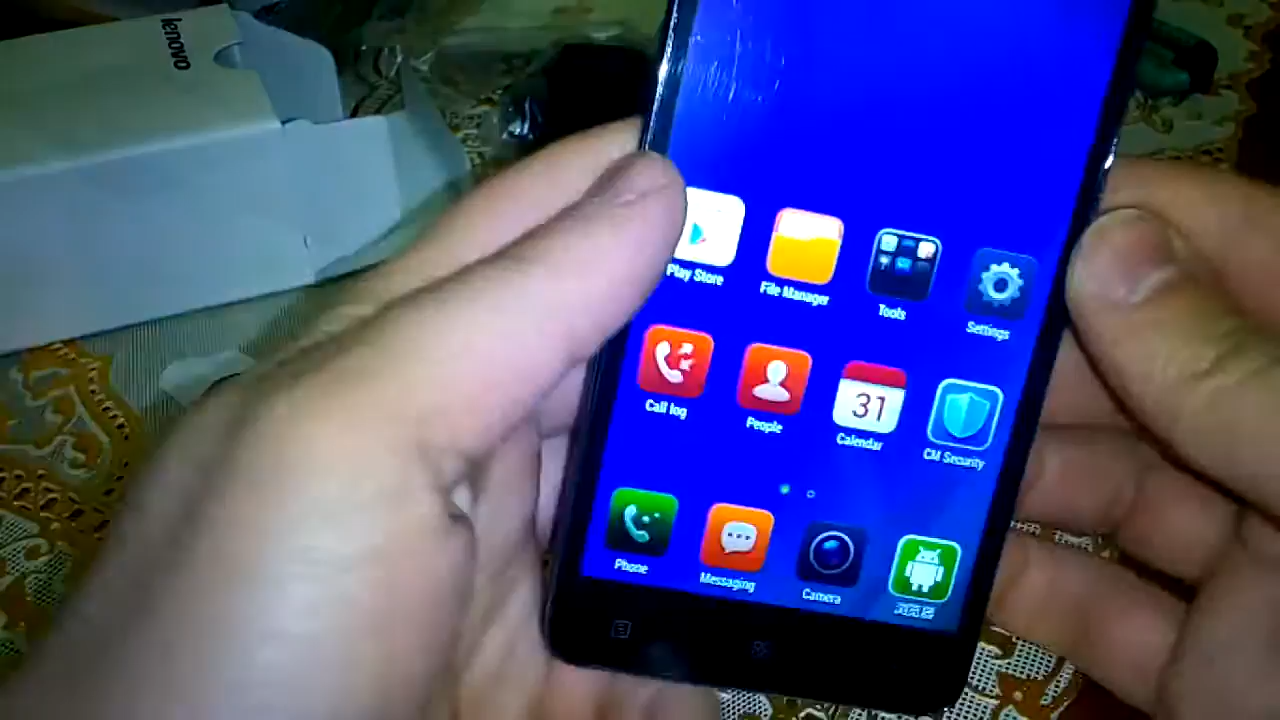 lenovo
Play Store
File Manager
Tools
Settings
Call log
People
31
Calendar
CM Security
Phone
Messaging
Camera